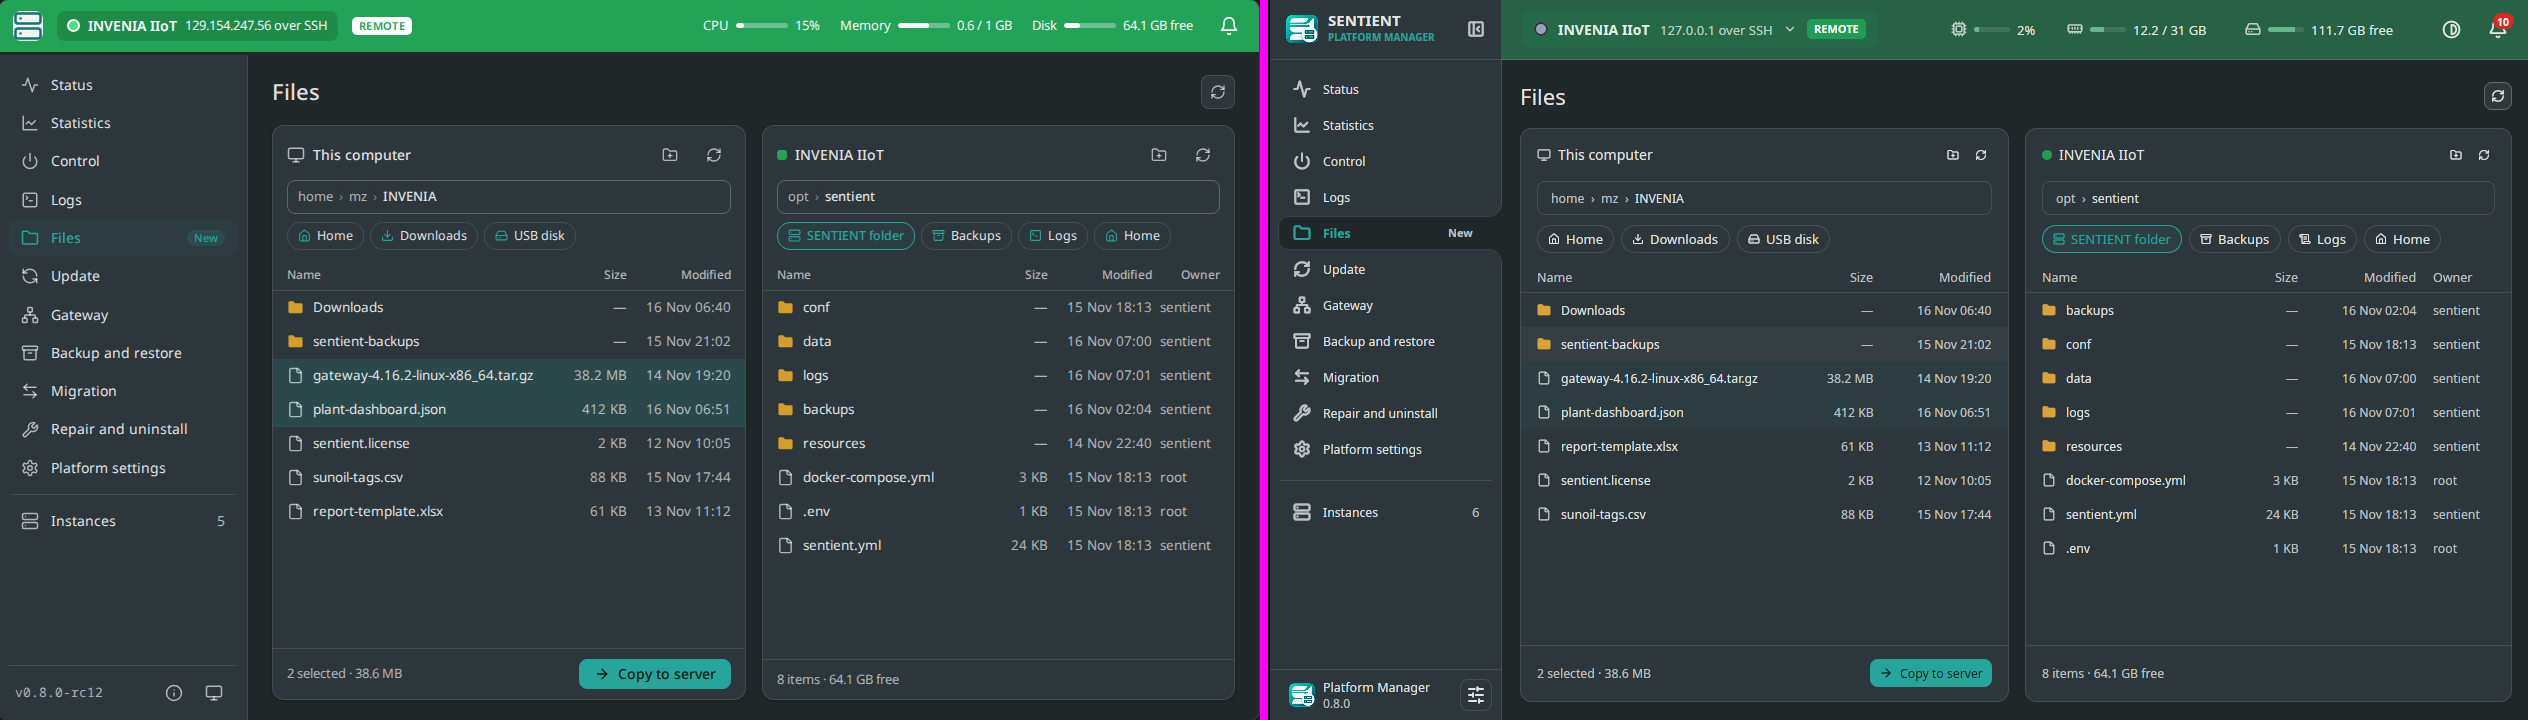 INVENIA IIoT 129.154.247.56 over SSH REMOTE
CPU 15% Memory 0.6 / 1 GB Disk 64.1 GB free
Status
Statistics
Control
Logs
Files New
Update
Gateway
Backup and restore
Migration
Repair and uninstall
Platform settings
Instances 5
v0.8.0-rc12
Files
This computer
home › mz › INVENIA
Home Downloads USB disk
Name Size Modified
Downloads — 16 Nov 06:40
sentient-backups — 15 Nov 21:02
gateway-4.16.2-linux-x86_64.tar.gz 38.2 MB 14 Nov 19:20
plant-dashboard.json 412 KB 16 Nov 06:51
sentient.license 2 KB 12 Nov 10:05
sunoil-tags.csv 88 KB 15 Nov 17:44
report-template.xlsx 61 KB 13 Nov 11:12
2 selected · 38.6 MB Copy to server
INVENIA IIoT
opt › sentient
SENTIENT folder Backups Logs Home
Name Size Modified Owner
conf — 15 Nov 18:13 sentient
data — 16 Nov 07:00 sentient
logs — 16 Nov 07:01 sentient
backups — 16 Nov 02:04 sentient
resources — 14 Nov 22:40 sentient
docker-compose.yml 3 KB 15 Nov 18:13 root
.env 1 KB 15 Nov 18:13 root
sentient.yml 24 KB 15 Nov 18:13 sentient
8 items · 64.1 GB free
SENTIENT
PLATFORM MANAGER
INVENIA IIoT 127.0.0.1 over SSH REMOTE
2% 12.2 / 31 GB 111.7 GB free 10
Status
Statistics
Control
Logs
Files New
Update
Gateway
Backup and restore
Migration
Repair and uninstall
Platform settings
Instances 6
Platform Manager
0.8.0
Files
This computer
home › mz › INVENIA
Home Downloads USB disk
Name Size Modified
Downloads — 16 Nov 06:40
sentient-backups — 15 Nov 21:02
gateway-4.16.2-linux-x86_64.tar.gz 38.2 MB 14 Nov 19:20
plant-dashboard.json 412 KB 16 Nov 06:51
report-template.xlsx 61 KB 13 Nov 11:12
sentient.license 2 KB 12 Nov 10:05
sunoil-tags.csv 88 KB 15 Nov 17:44
2 selected · 38.6 MB Copy to server
INVENIA IIoT
opt › sentient
SENTIENT folder Backups Logs Home
Name Size Modified Owner
backups — 16 Nov 02:04 sentient
conf — 15 Nov 18:13 sentient
data — 16 Nov 07:00 sentient
logs — 16 Nov 07:01 sentient
resources — 14 Nov 22:40 sentient
docker-compose.yml 3 KB 15 Nov 18:13 root
sentient.yml 24 KB 15 Nov 18:13 sentient
.env 1 KB 15 Nov 18:13 root
8 items · 64.1 GB free